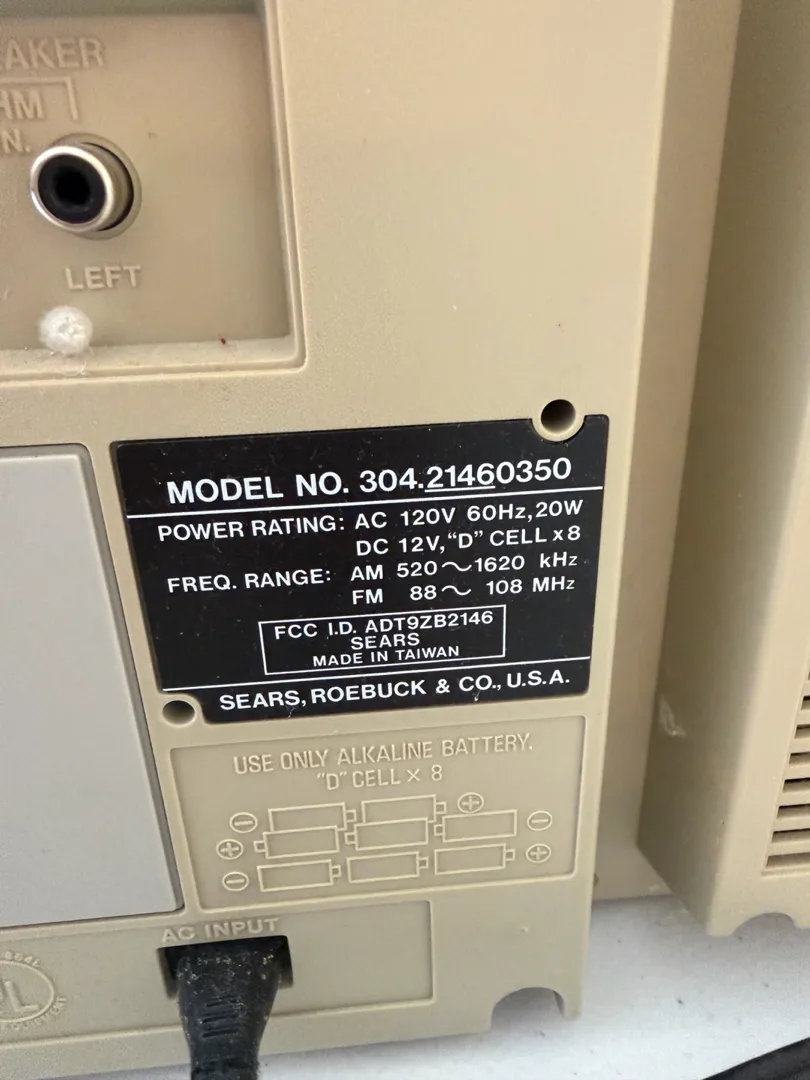 LEFT
MODEL NO. 304.21460350
POWER RATING: AC 120V 60Hz, 20W
DC 12V, "D" CELL x 8
FREQ. RANGE: AM 520～1620 kHz
FM 88～ 108 MHz
FCC I.D. ADT9ZB2146
SEARS
MADE IN TAIWAN
SEARS, ROEBUCK & CO., U.S.A.
USE ONLY ALKALINE BATTERY.
"D" CELL × 8
AC INPUT